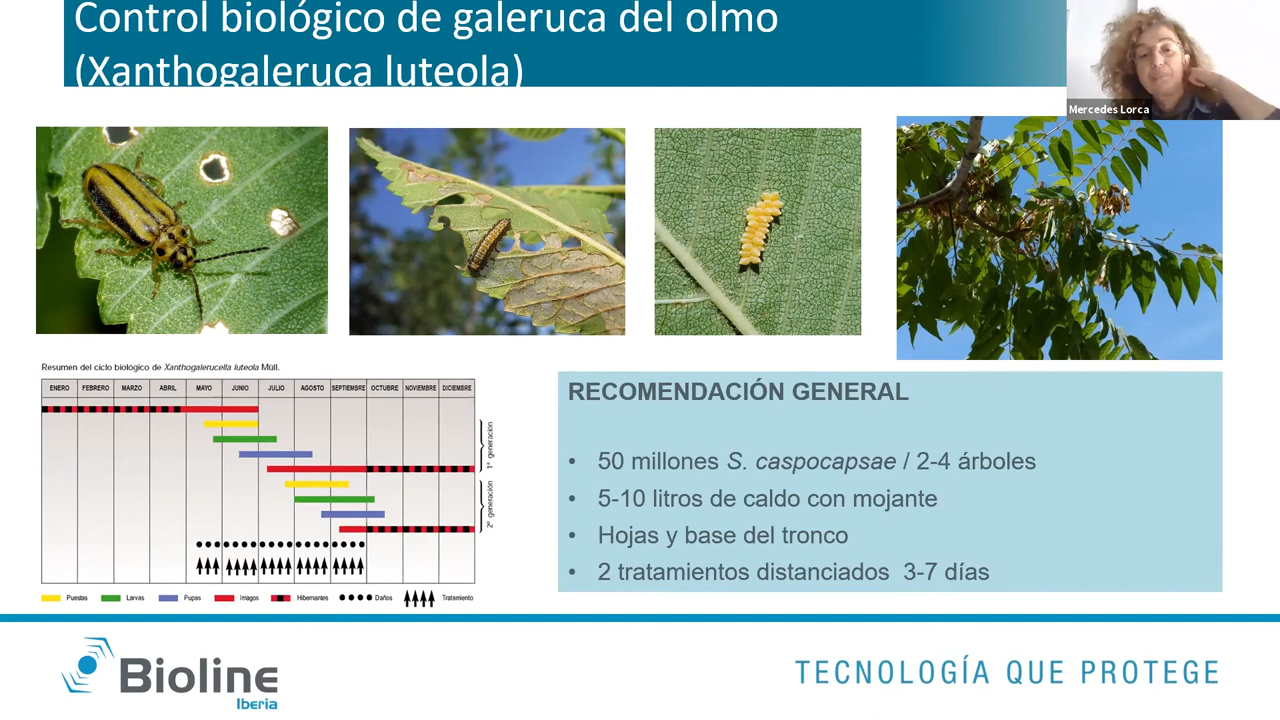 Control biológico de galeruca del olmo
(Xanthogaleruca luteola)
Mercedes Lorca
Resumen del ciclo biológico de Xanthogalerucella luteola Müll.
ENERO FEBRERO MARZO ABRIL MAYO JUNIO JULIO AGOSTO SEPTIEMBRE OCTUBRE NOVIEMBRE DICIEMBRE
1ª generación
2ª generación
Puestas Larvas Pupas Imagos Hibernantes Daños Tratamiento
RECOMENDACIÓN GENERAL
• 50 millones S. caspocapsae / 2-4 árboles
• 5-10 litros de caldo con mojante
• Hojas y base del tronco
• 2 tratamientos distanciados 3-7 días
Bioline
Iberia
TECNOLOGÍA QUE PROTEGE